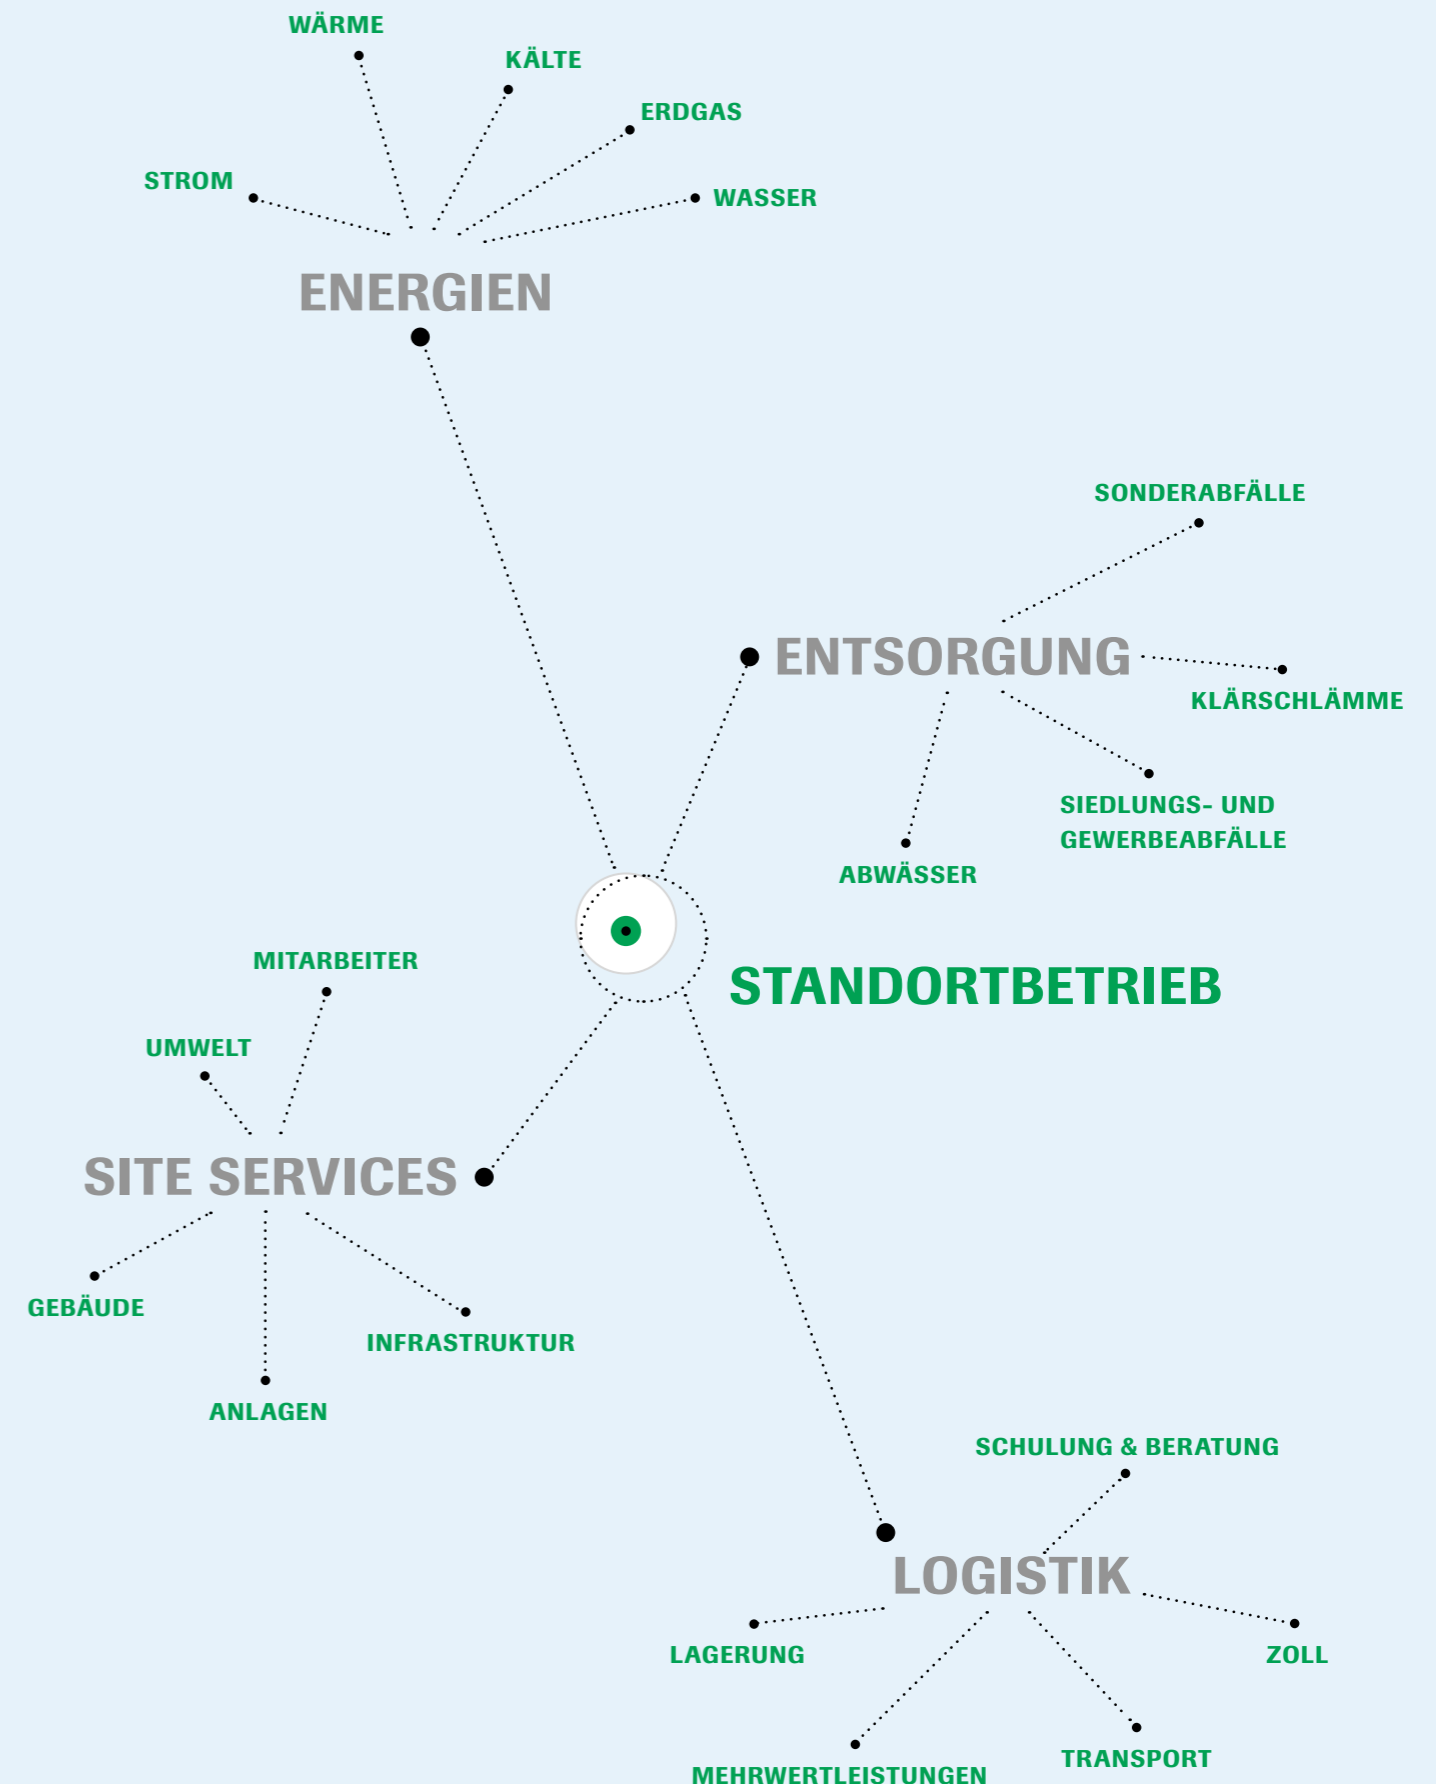 WÄRME
KÄLTE
ERDGAS
STROM
WASSER
ENERGIEN
SONDERABFÄLLE
ENTSORGUNG
KLÄRSCHLÄMME
SIEDLUNGS- UND
GEWERBEABFÄLLE
ABWÄSSER
STANDORTBETRIEB
MITARBEITER
UMWELT
SITE SERVICES
GEBÄUDE
INFRASTRUKTUR
ANLAGEN
SCHULUNG & BERATUNG
LOGISTIK
LAGERUNG
ZOLL
TRANSPORT
MEHRWERTLEISTUNGEN